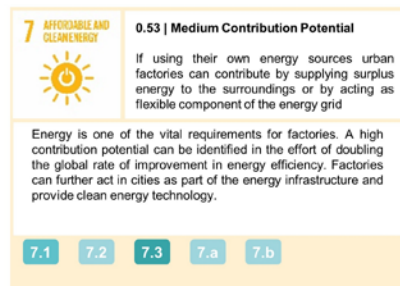 7 AFFORDABLE AND
CLEAN ENERGY
0.53 | Medium Contribution Potential
If using their own energy sources urban
factories can contribute by supplying surplus
energy to the surroundings or by acting as
flexible component of the energy grid
Energy is one of the vital requirements for factories. A high
contribution potential can be identified in the effort of doubling
the global rate of improvement in energy efficiency. Factories
can further act in cities as part of the energy infrastructure and
provide clean energy technology.
7.1 7.2 7.3 7.a 7.b